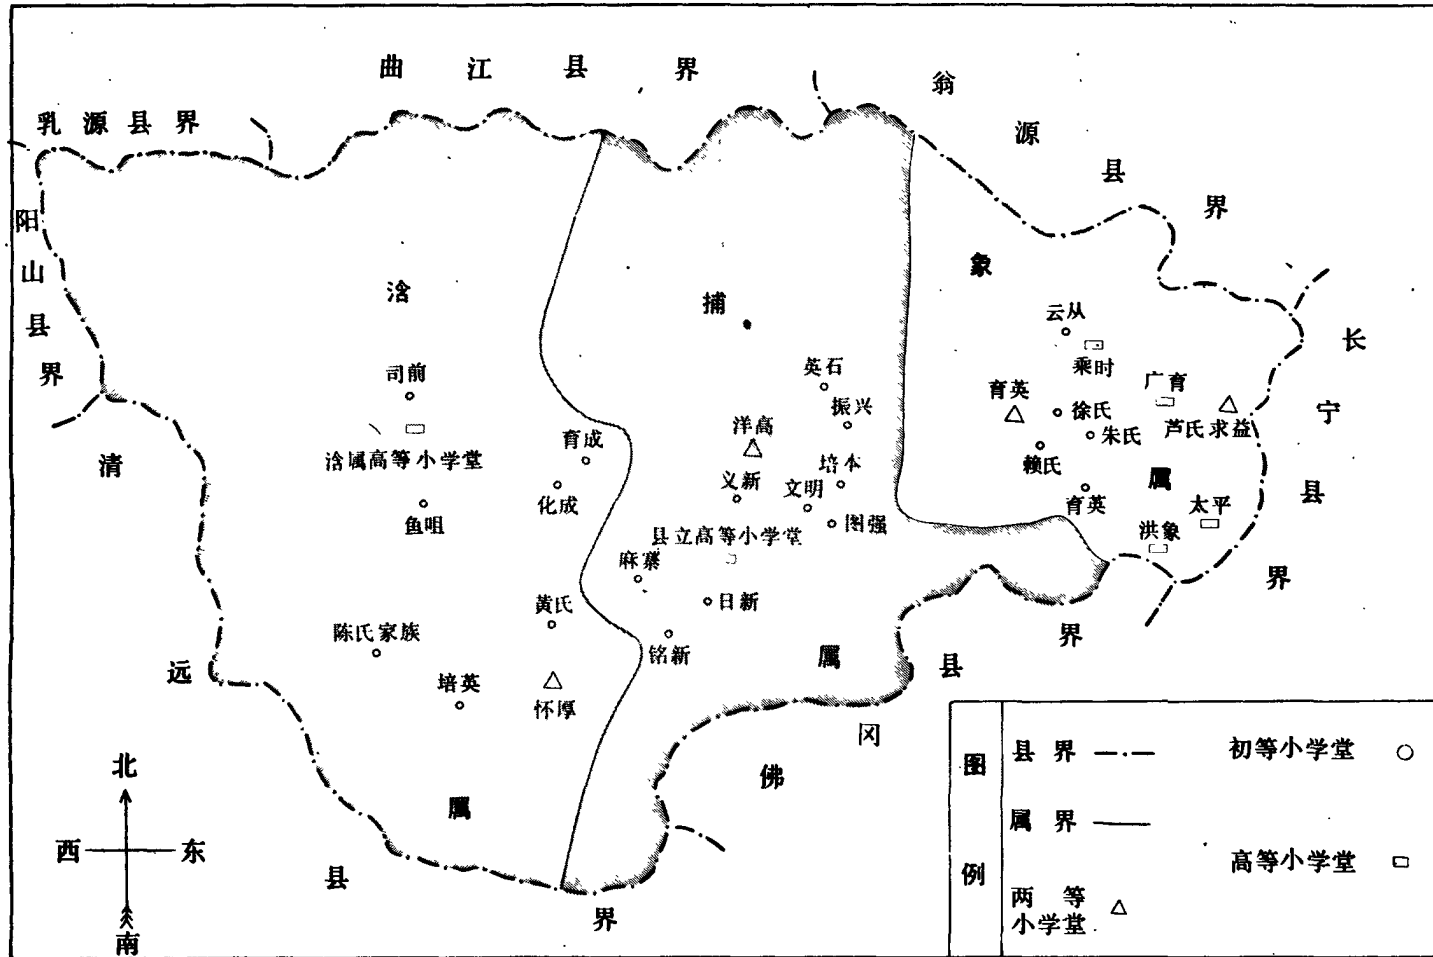 曲江县界
翁源县界
乳源县界
阳山县界
长宁县界
清远县界
佛冈县界
浛属
捕属
象属
司前
浛属高等小学堂
鱼咀
育成
化成
黄氏
陈氏家族
培英
怀厚
英石
振兴
洋高
培本
义新
文明
图强
县立高等小学堂
麻寨
日新
铭新
云从
乘时
育英
广育
徐氏
朱氏
芦氏求益
赖氏
育英
太平
洪象
北
西 东
南
图例
县界
初等小学堂
属界
高等小学堂
两等
小学堂